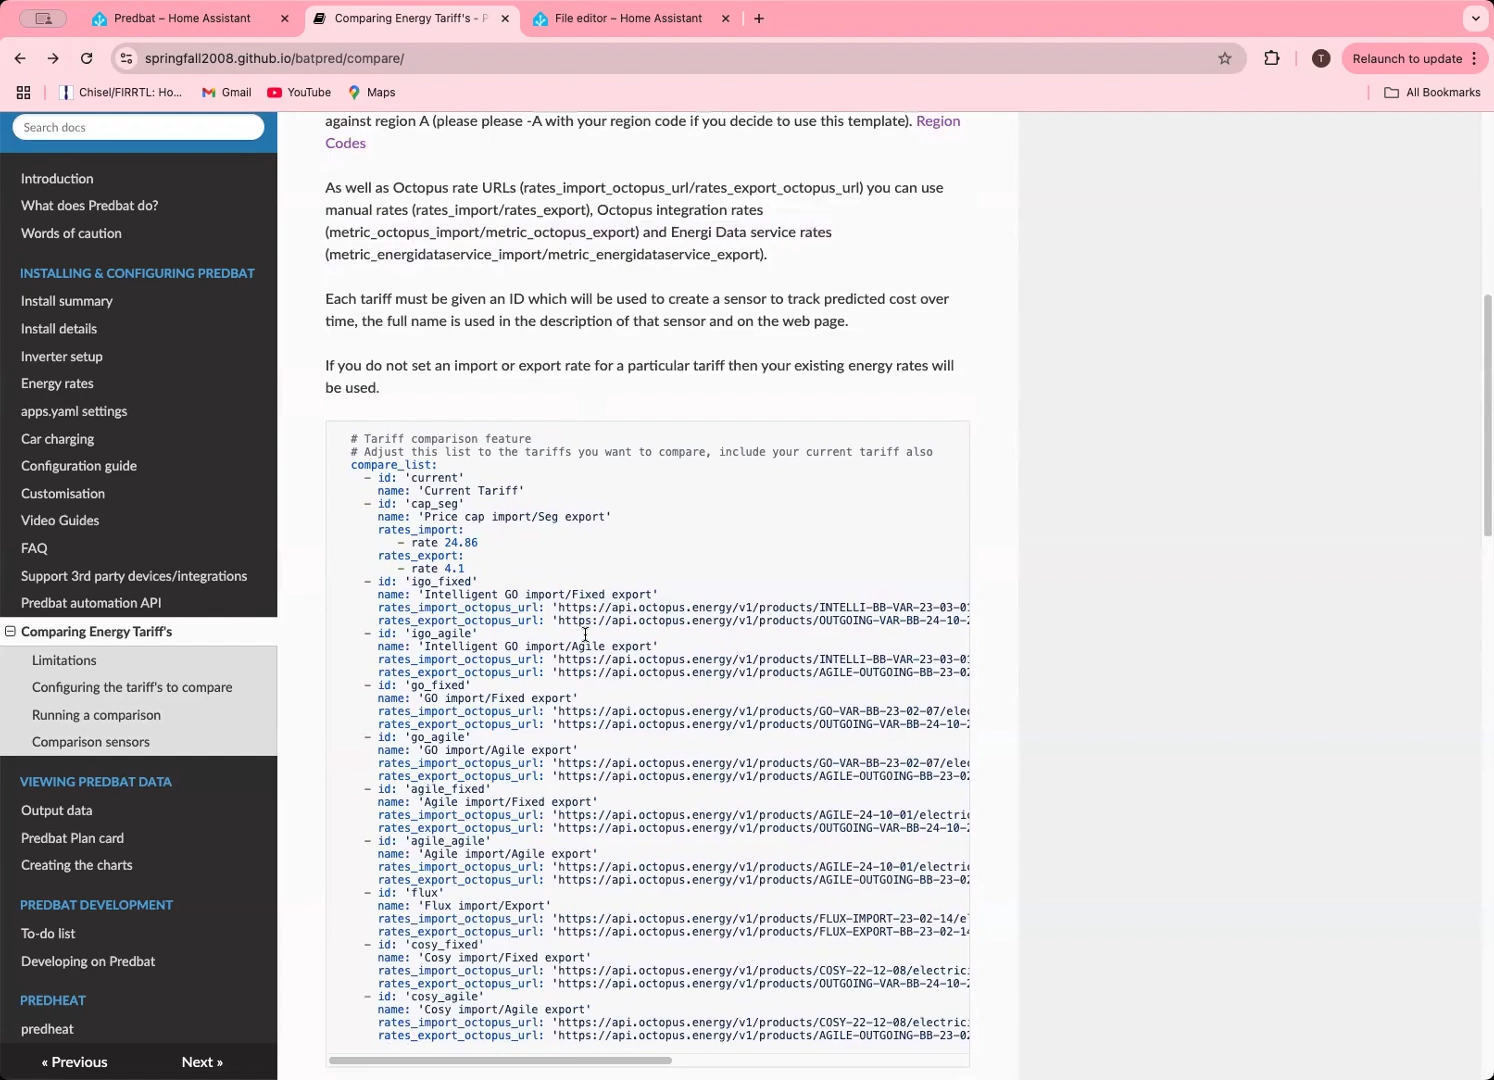 Predbat – Home Assistant
Comparing Energy Tariff's - P
File editor – Home Assistant
springfall2008.github.io/batpred/compare/
T
Relaunch to update
Chisel/FIRRTL: Ho...
Gmail
YouTube
Maps
All Bookmarks
Search docs
Introduction
What does Predbat do?
Words of caution
INSTALLING & CONFIGURING PREDBAT
Install summary
Install details
Inverter setup
Energy rates
apps.yaml settings
Car charging
Configuration guide
Customisation
Video Guides
FAQ
Support 3rd party devices/integrations
Predbat automation API
Comparing Energy Tariff's
Limitations
Configuring the tariff's to compare
Running a comparison
Comparison sensors
VIEWING PREDBAT DATA
Output data
Predbat Plan card
Creating the charts
PREDBAT DEVELOPMENT
To-do list
Developing on Predbat
PREDHEAT
predheat
« Previous
Next »
against region A (please please -A with your region code if you decide to use this template). Region
Codes
As well as Octopus rate URLs (rates_import_octopus_url/rates_export_octopus_url) you can use
manual rates (rates_import/rates_export), Octopus integration rates
(metric_octopus_import/metric_octopus_export) and Energi Data service rates
(metric_energidataservice_import/metric_energidataservice_export).
Each tariff must be given an ID which will be used to create a sensor to track predicted cost over
time, the full name is used in the description of that sensor and on the web page.
If you do not set an import or export rate for a particular tariff then your existing energy rates will
be used.
# Tariff comparison feature
# Adjust this list to the tariffs you want to compare, include your current tariff also
compare_list:
- id: 'current'
name: 'Current Tariff'
- id: 'cap_seg'
name: 'Price cap import/Seg export'
rates_import:
- rate 24.86
rates_export:
- rate 4.1
- id: 'igo_fixed'
name: 'Intelligent GO import/Fixed export'
rates_import_octopus_url: 'https://api.octopus.energy/v1/products/INTELLI-BB-VAR-23-03-01
rates_export_octopus_url: 'https://api.octopus.energy/v1/products/OUTGOING-VAR-BB-24-10-2
- id: 'igo_agile'
name: 'Intelligent GO import/Agile export'
rates_import_octopus_url: 'https://api.octopus.energy/v1/products/INTELLI-BB-VAR-23-03-01
rates_export_octopus_url: 'https://api.octopus.energy/v1/products/AGILE-OUTGOING-BB-23-02
- id: 'go_fixed'
name: 'GO import/Fixed export'
rates_import_octopus_url: 'https://api.octopus.energy/v1/products/GO-VAR-BB-23-02-07/elec
rates_export_octopus_url: 'https://api.octopus.energy/v1/products/OUTGOING-VAR-BB-24-10-2
- id: 'go_agile'
name: 'GO import/Agile export'
rates_import_octopus_url: 'https://api.octopus.energy/v1/products/GO-VAR-BB-23-02-07/elec
rates_export_octopus_url: 'https://api.octopus.energy/v1/products/AGILE-OUTGOING-BB-23-02
- id: 'agile_fixed'
name: 'Agile import/Fixed export'
rates_import_octopus_url: 'https://api.octopus.energy/v1/products/AGILE-24-10-01/electric
rates_export_octopus_url: 'https://api.octopus.energy/v1/products/OUTGOING-VAR-BB-24-10-2
- id: 'agile_agile'
name: 'Agile import/Agile export'
rates_import_octopus_url: 'https://api.octopus.energy/v1/products/AGILE-24-10-01/electric
rates_export_octopus_url: 'https://api.octopus.energy/v1/products/AGILE-OUTGOING-BB-23-02
- id: 'flux'
name: 'Flux import/Export'
rates_import_octopus_url: 'https://api.octopus.energy/v1/products/FLUX-IMPORT-23-02-14/e
rates_export_octopus_url: 'https://api.octopus.energy/v1/products/FLUX-EXPORT-BB-23-02-14
- id: 'cosy_fixed'
name: 'Cosy import/Fixed export'
rates_import_octopus_url: 'https://api.octopus.energy/v1/products/COSY-22-12-08/electric
rates_export_octopus_url: 'https://api.octopus.energy/v1/products/OUTGOING-VAR-BB-24-10-2
- id: 'cosy_agile'
name: 'Cosy import/Agile export'
rates_import_octopus_url: 'https://api.octopus.energy/v1/products/COSY-22-12-08/electric
rates_export_octopus_url: 'https://api.octopus.energy/v1/products/AGILE-OUTGOING-BB-23-02